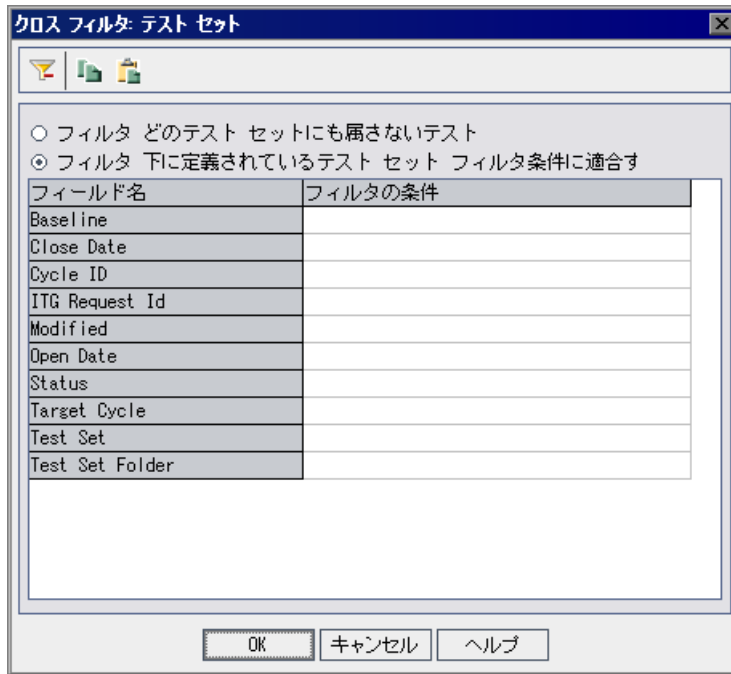 クロス フィルタ: テスト セット
フィルタ どのテスト セットにも属さないテスト
フィルタ 下に定義されているテスト セット フィルタ条件に適合す
フィールド名 フィルタの条件
Baseline
Close Date
Cycle ID
ITG Request Id
Modified
Open Date
Status
Target Cycle
Test Set
Test Set Folder
OK キャンセル ヘルプ